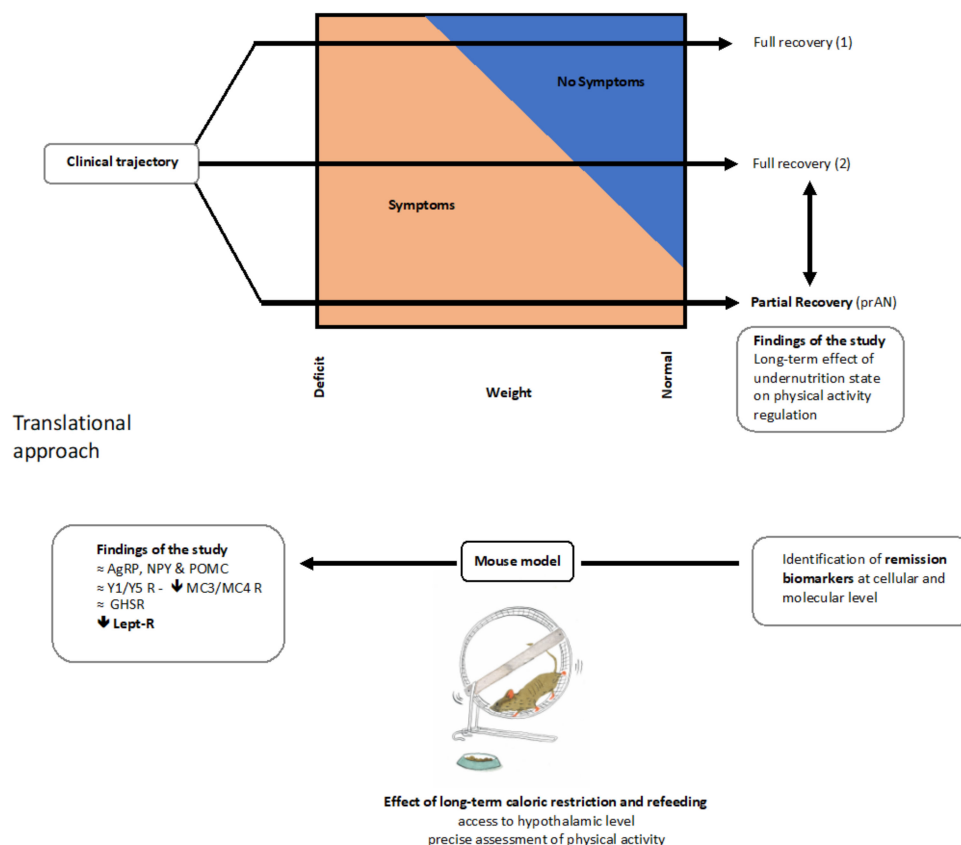 Full recovery (1)
No Symptoms
Clinical trajectory
Full recovery (2)
Symptoms
Partial Recovery (prAN)
Findings of the study
Long-term effect of
undernutrition state
on physical activity
regulation
Deficit
Weight
Normal
Translational
approach
Findings of the study
≈ AgRP, NPY & POMC
≈ Y1/Y5 R - 🡻 MC3/MC4 R
≈ GHSR
🡻 Lept-R
Mouse model
Identification of remission
biomarkers at cellular and
molecular level
Effect of long-term caloric restriction and refeeding
access to hypothalamic level
precise assessment of physical activity